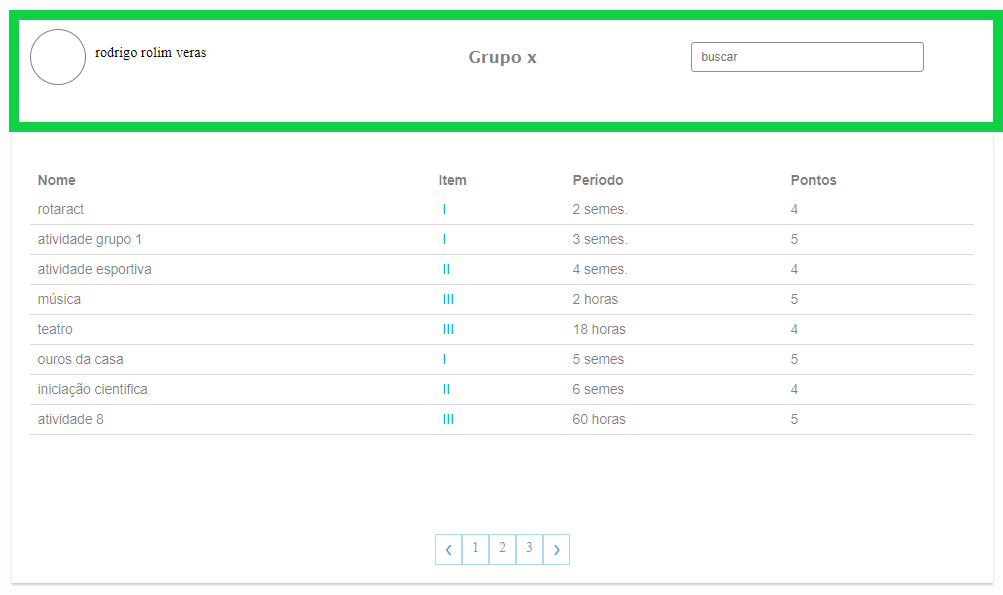 rodrigo rolim veras
Grupo x
buscar
Nome Item Período Pontos
rotaract I 2 semes. 4
atividade grupo 1 I 3 semes. 5
atividade esportiva II 4 semes. 4
música III 2 horas 5
teatro III 18 horas 4
ouros da casa I 5 semes 5
iniciação cientifica II 6 semes 4
atividade 8 III 60 horas 5
❮ 1 2 3 ❯